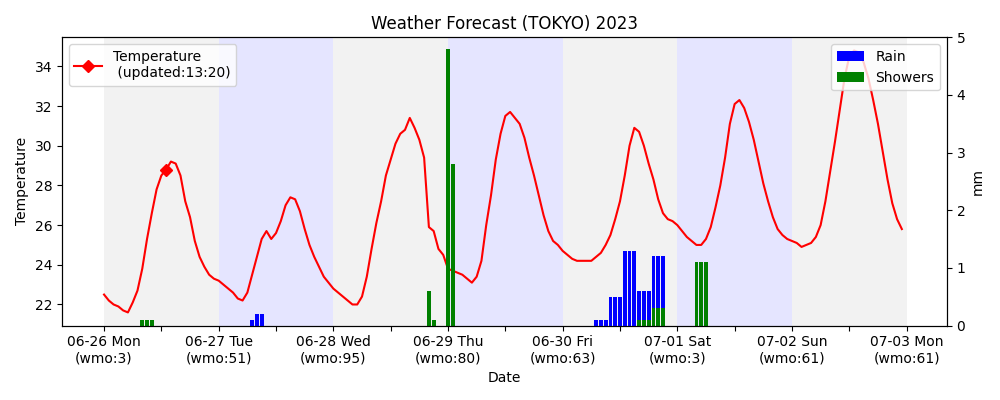 Weather Forecast (TOKYO) 2023
Temperature
(updated:13:20)
Rain
Showers
Temperature
34
32
30
28
26
24
22
5
4
3
2
1
0
mm
06-26 Mon 06-27 Tue 06-28 Wed 06-29 Thu 06-30 Fri 07-01 Sat 07-02 Sun 07-03 Mon
(wmo:3) (wmo:51) (wmo:95) (wmo:80) (wmo:63) (wmo:3) (wmo:61) (wmo:61)
Date